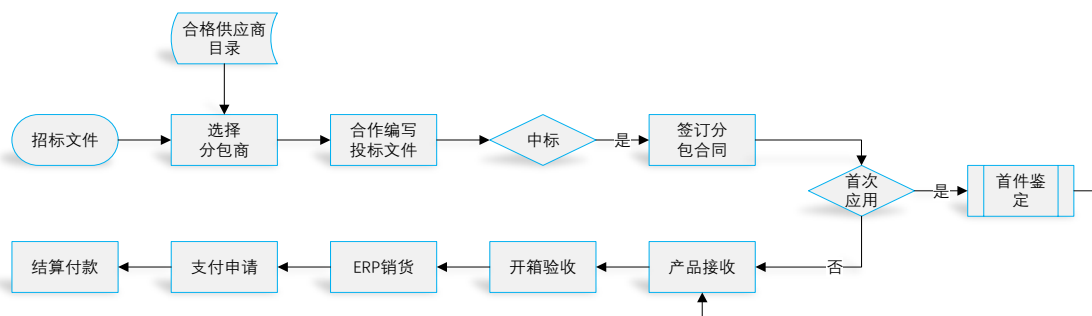 合格供应商
目录
招标文件
选择
分包商
合作编写
投标文件
中标
是
签订分
包合同
首次
应用
是
首件鉴
定
结算付款
支付申请
ERP销货
开箱验收
产品接收
否